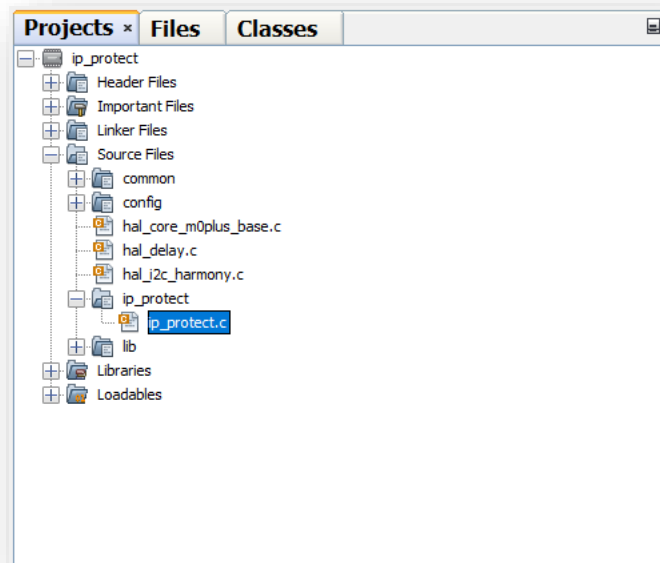 Projects × Files Classes
ip_protect
Header Files
Important Files
Linker Files
Source Files
common
config
hal_core_m0plus_base.c
hal_delay.c
hal_i2c_harmony.c
ip_protect
ip_protect.c
lib
Libraries
Loadables